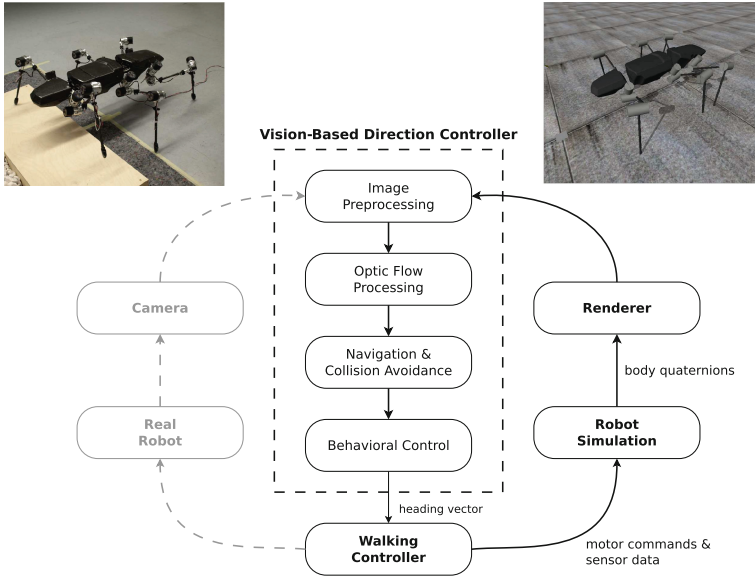 Vision-Based Direction Controller
Image
Preprocessing
Optic Flow
Processing
Camera
Renderer
Navigation &
Collision Avoidance
body quaternions
Real
Robot
Behavioral Control
Robot
Simulation
heading vector
Walking
Controller
motor commands &
sensor data